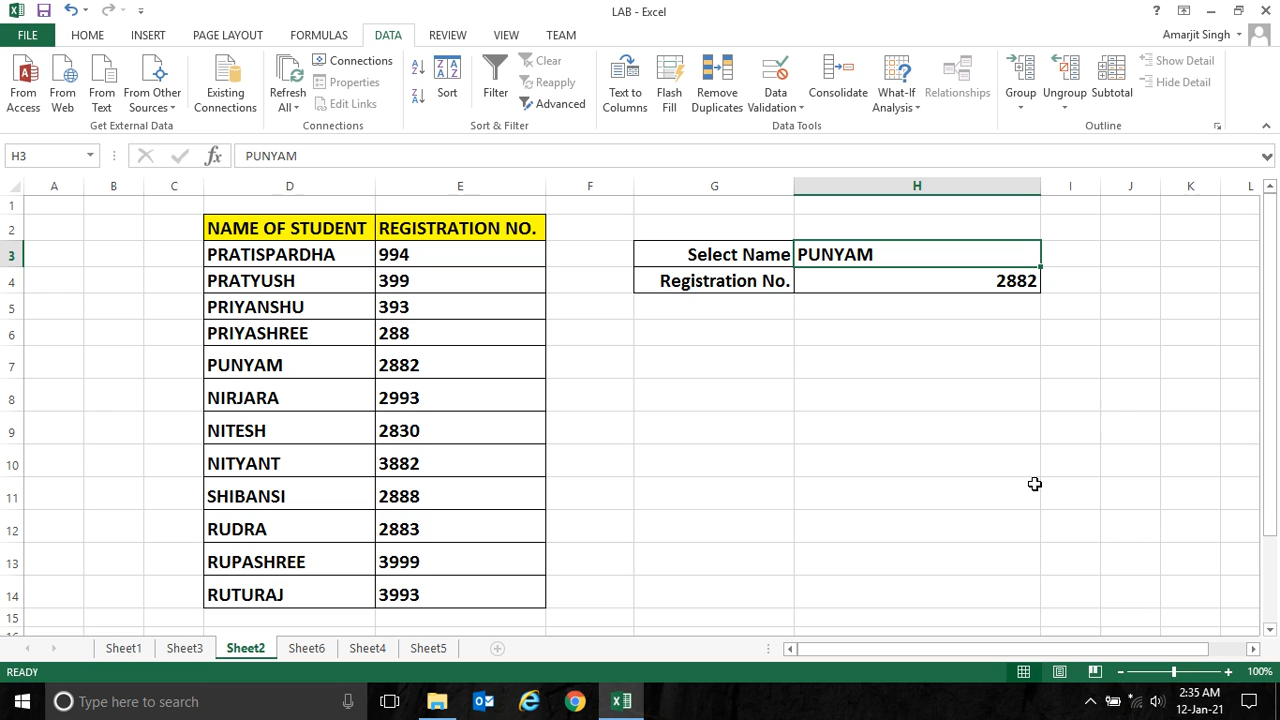 LAB - Excel
?
FILE HOME INSERT PAGE LAYOUT FORMULAS DATA REVIEW VIEW TEAM Amarjit Singh
From Access
From Web
From Text
From Other Sources
Existing Connections
Get External Data
Refresh All
Connections
Properties
Edit Links
Connections
Sort
Filter
Clear
Reapply
Advanced
Sort & Filter
Text to Columns
Flash Fill
Remove Duplicates
Data Validation
Consolidate
What-If Analysis
Relationships
Data Tools
Group
Ungroup
Subtotal
Show Detail
Hide Detail
Outline
H3 fx PUNYAM
A B C D E F G H I J K L
1
2 NAME OF STUDENT REGISTRATION NO.
3 PRATISPARDHA 994 Select Name PUNYAM
4 PRATYUSH 399 Registration No. 2882
5 PRIYANSHU 393
6 PRIYASHREE 288
7 PUNYAM 2882
8 NIRJARA 2993
9 NITESH 2830
10 NITYANT 3882
11 SHIBANSI 2888
12 RUDRA 2883
13 RUPASHREE 3999
14 RUTURAJ 3993
15
Sheet1 Sheet3 Sheet2 Sheet6 Sheet4 Sheet5
READY 100%
Type here to search
2:35 AM
12-Jan-21